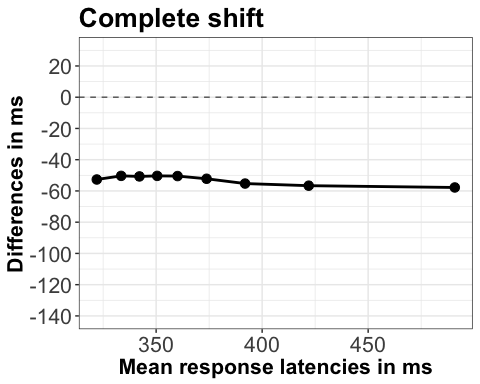 Complete shift
Differences in ms
20
0
-20
-40
-60
-80
-100
-120
-140
350 400 450
Mean response latencies in ms